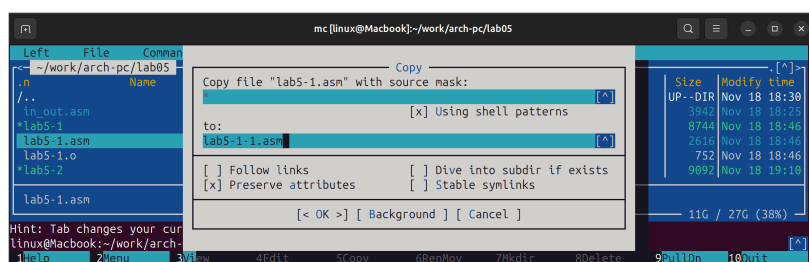 mc [linux@Macbook]:~/work/arch-pc/lab05
Left File Comman
<─ ~/work/arch-pc/lab05 .[^]>
.n Name Size Modify time
/.. UP--DIR Nov 18 18:30
in_out.asm 3942 Nov 18 18:25
*lab5-1 8744 Nov 18 18:46
lab5-1.asm 2616 Nov 18 18:46
lab5-1.o 752 Nov 18 18:46
*lab5-2 9092 Nov 18 19:10
lab5-1.asm
11G / 27G (38%)
Copy
Copy file "lab5-1.asm" with source mask:
* [^]
[x] Using shell patterns
to:
lab5-1-1.asm [^]
[ ] Follow links [ ] Dive into subdir if exists
[x] Preserve attributes [ ] Stable symlinks
[< OK >] [ Background ] [ Cancel ]
Hint: Tab changes your cur
linux@Macbook:~/work/arch- [^]
1Help 2Menu 3View 4Edit 5Copy 6RenMov 7Mkdir 8Delete 9PullDn 10Quit